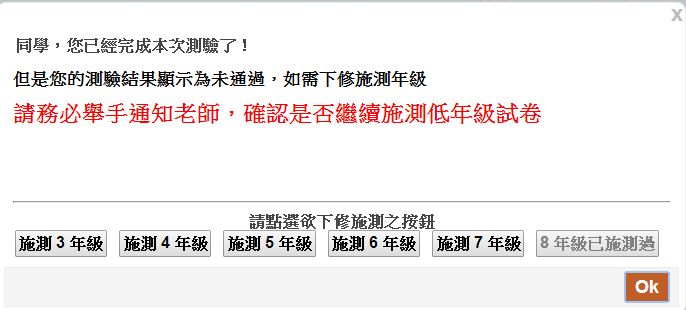 X
同學，您已經完成本次測驗了！
但是您的測驗結果顯示為未通過，如需下修施測年級
請務必舉手通知老師，確認是否繼續施測低年級試卷
請點選欲下修施測之按鈕
施測 3 年級 施測 4 年級 施測 5 年級 施測 6 年級 施測 7 年級 8 年級已施測過
Ok